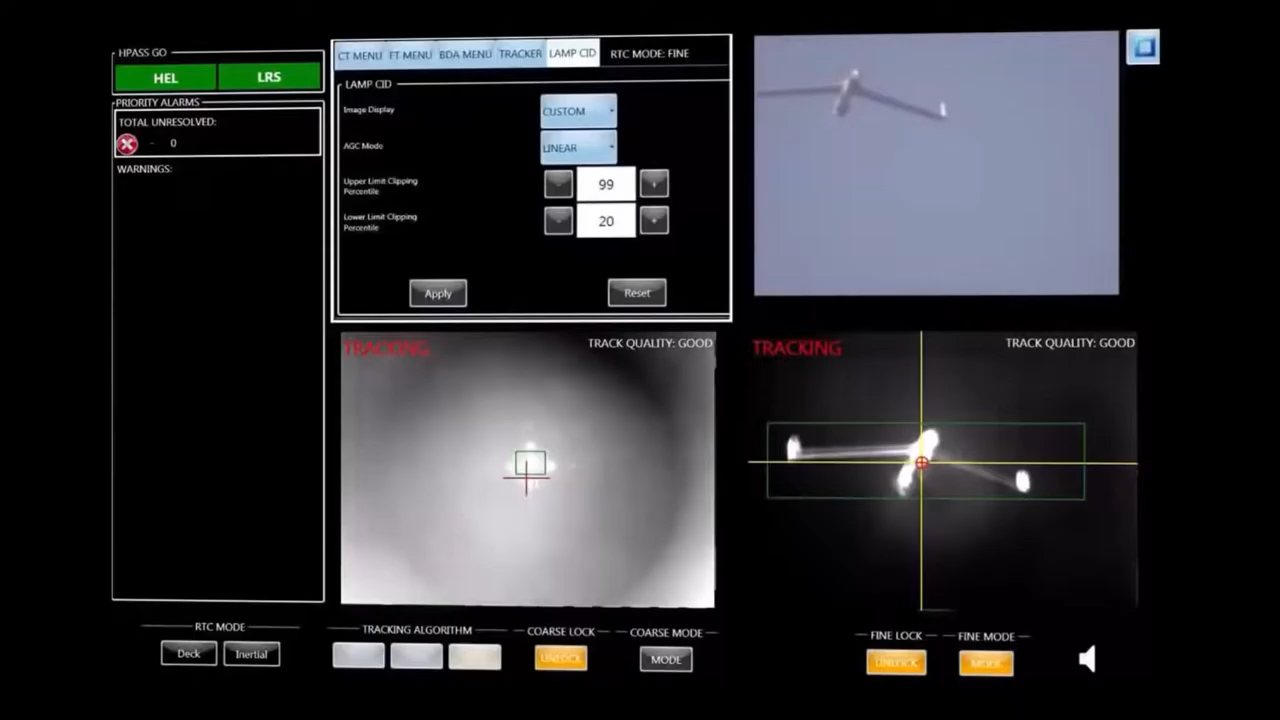 HPASS GO
HEL
LRS
PRIORITY ALARMS
TOTAL UNRESOLVED:
- 0
WARNINGS:
CT MENU
FT MENU
BDA MENU
TRACKER
LAMP CID
RTC MODE: FINE
LAMP CID
Image Display
CUSTOM
AGC Mode
LINEAR
Upper Limit Clipping
Percentile
-
99
+
Lower Limit Clipping
Percentile
-
20
+
Apply
Reset
TRACKING
TRACK QUALITY: GOOD
TRACKING
TRACK QUALITY: GOOD
RTC MODE
Deck
Inertial
TRACKING ALGORITHM
COARSE LOCK
UNLOCK
COARSE MODE
MODE
FINE LOCK
UNLOCK
FINE MODE
MODE